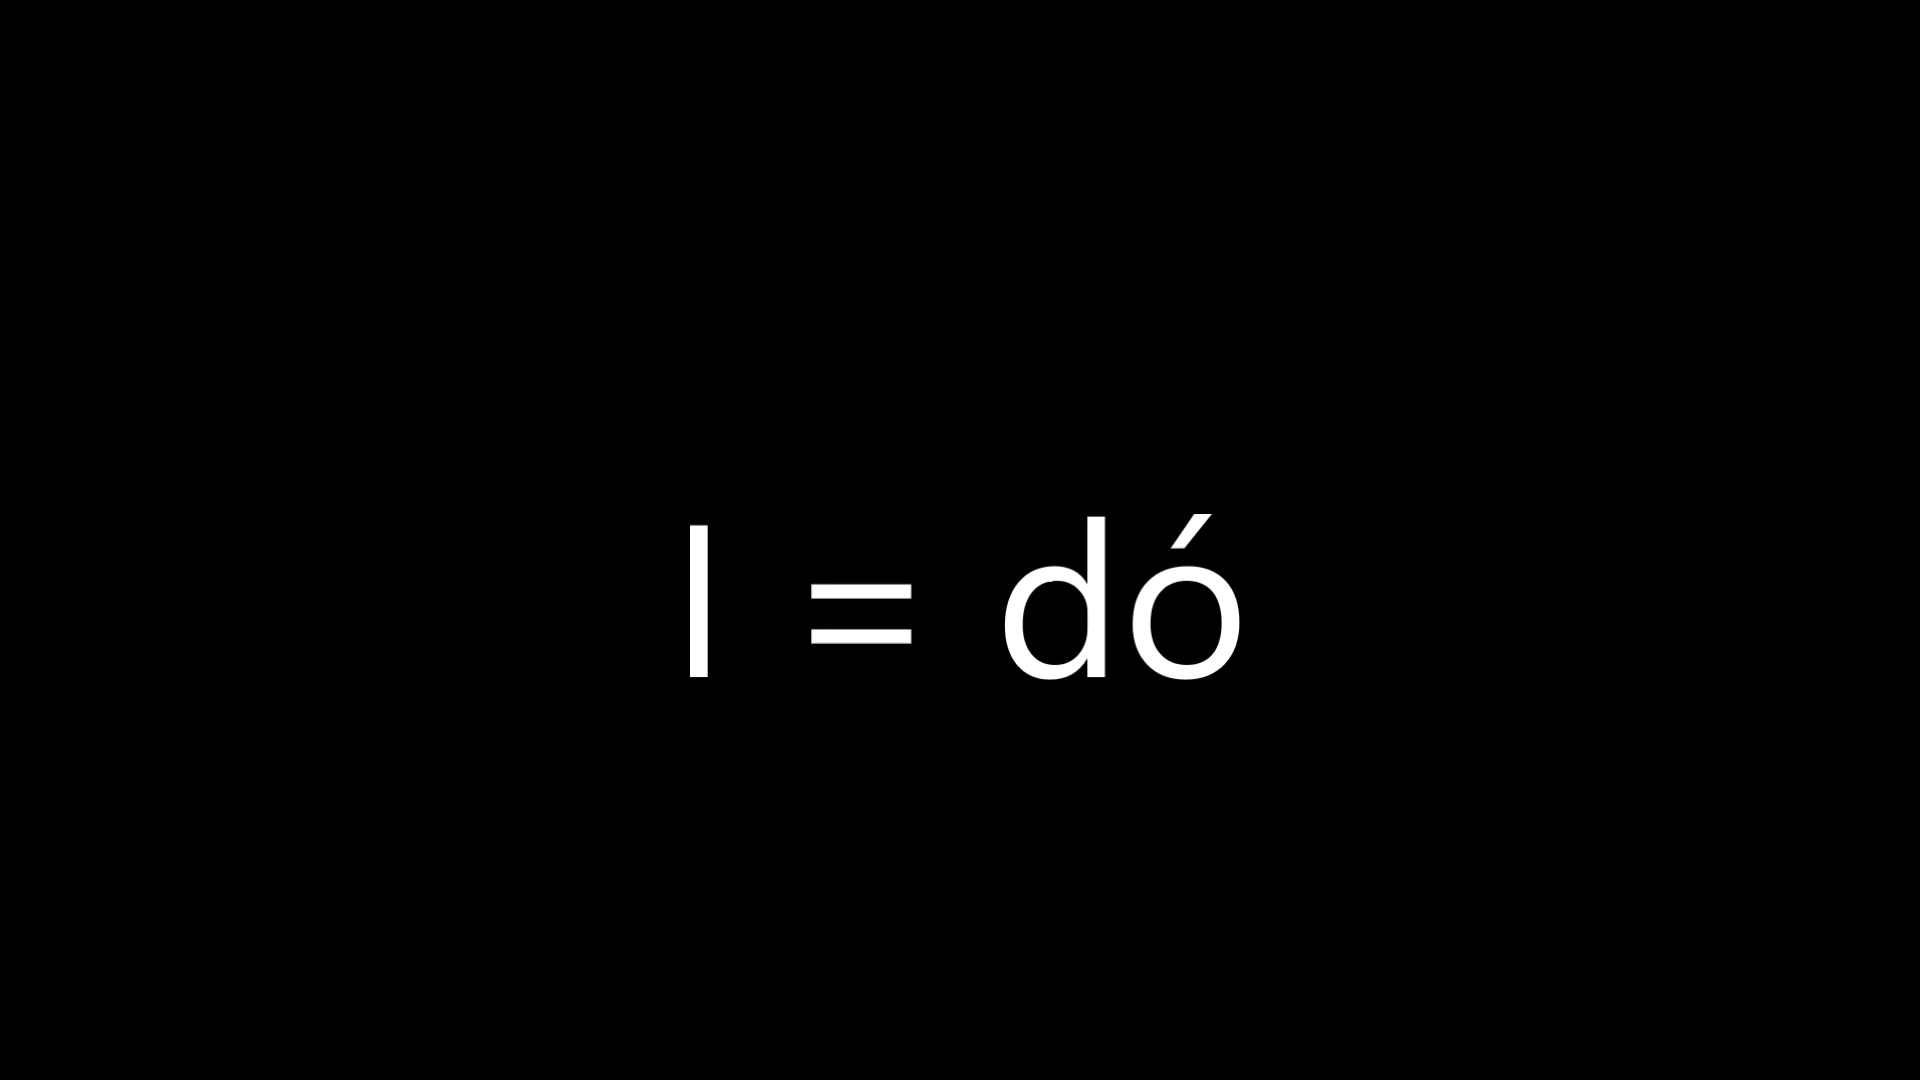 I = dó